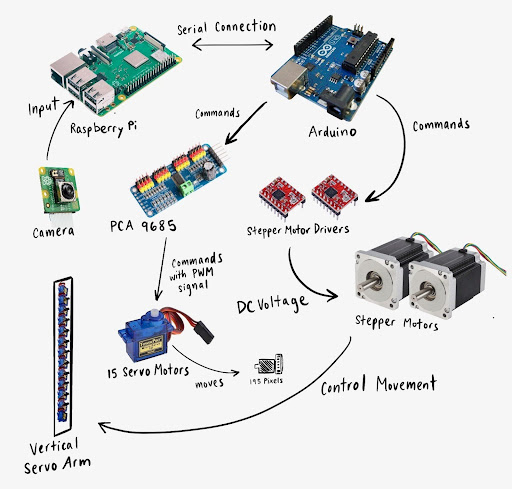 Serial Connection
Input
Raspberry Pi
Commands
Arduino
Commands
Camera
PCA 9685
Stepper Motor Drivers
Commands
with PWM
signal
DC Voltage
Stepper Motors
15 Servo Motors
moves
195 Pixels
Control Movement
Vertical
Servo Arm